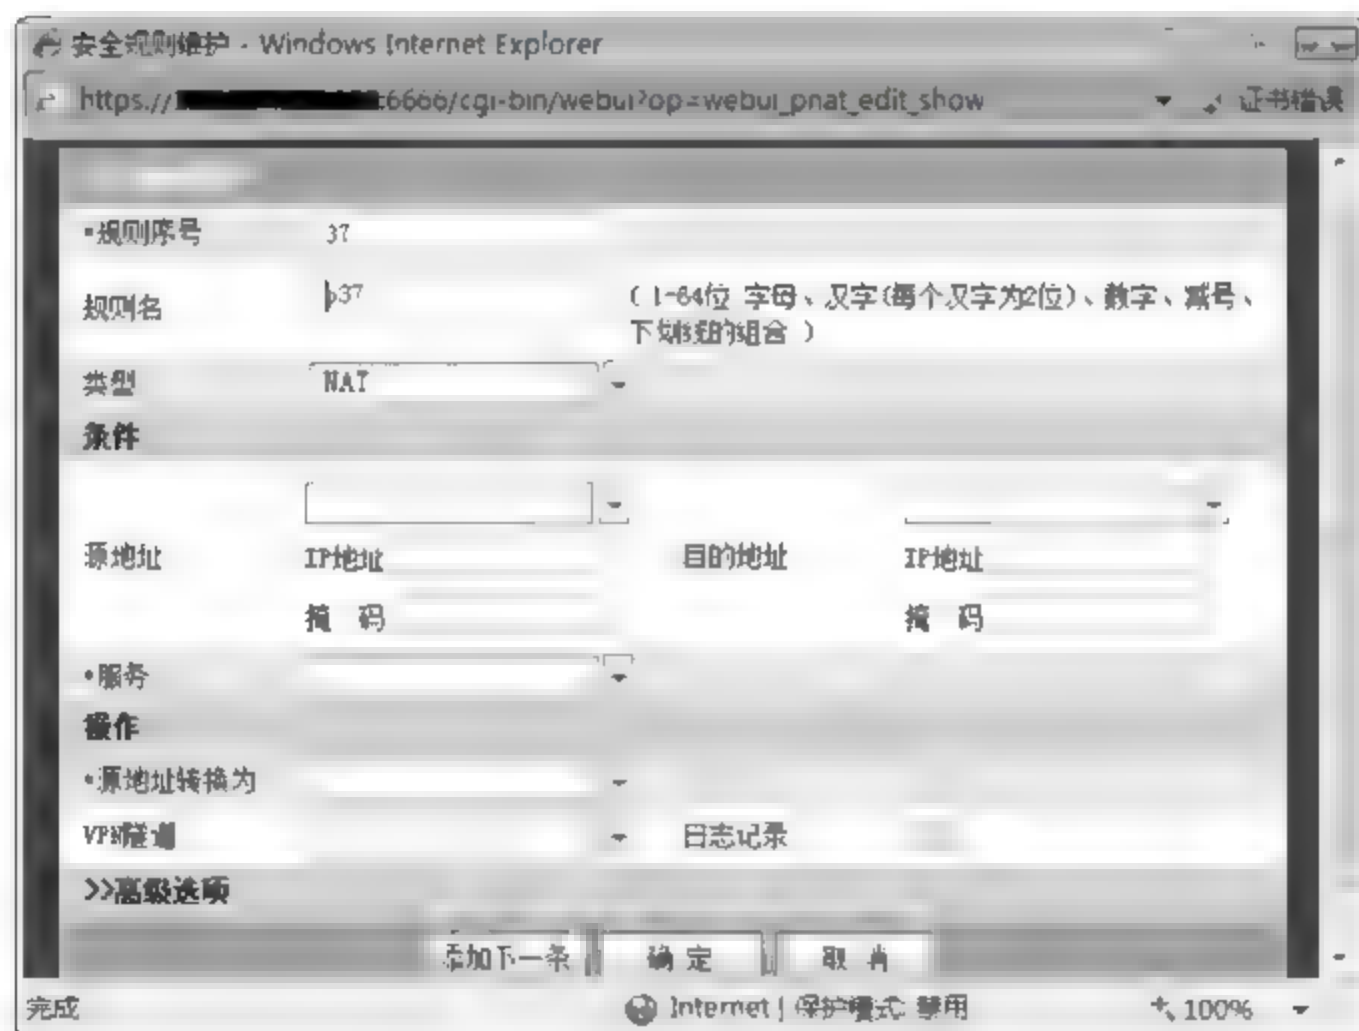 安全规则维护 - Windows Internet Explorer
https:// :6666/cgi-bin/webui?op=webui_pnat_edit_show 证书错误
*规则序号 37
规则名 p37 (1-64位 字母、汉字(每个汉字为2位)、数字、减号、
下划线的组合)
类型 NAT
条件
源地址 IP地址 目的地址 IP地址
掩 码 掩 码
*服务
操作
*源地址转换为
VPN隧道 日志记录
>>高级选项
添加下一条 确 定 取 消
完成 Internet | 保护模式: 禁用 100%